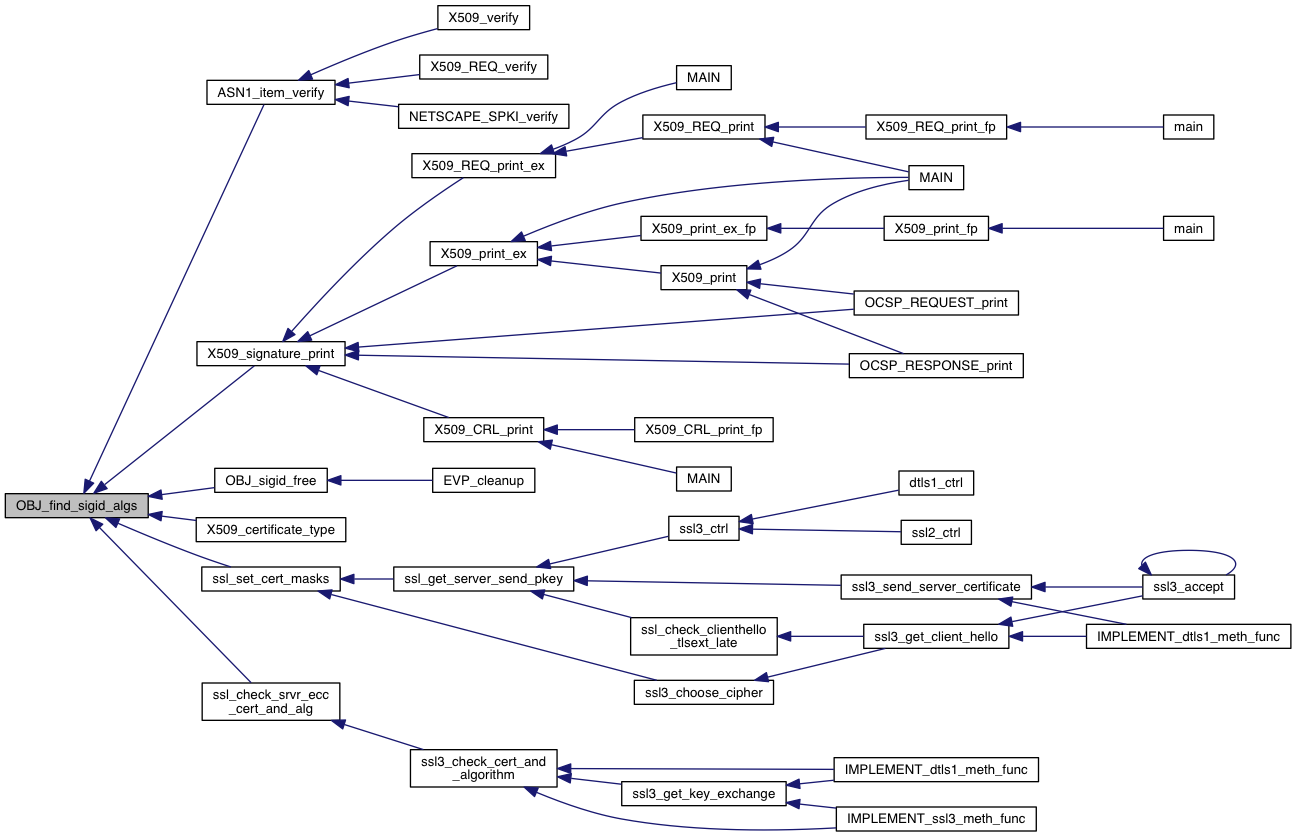 X509_verify
X509_REQ_verify
MAIN
ASN1_item_verify
NETSCAPE_SPKI_verify
X509_REQ_print
X509_REQ_print_fp
main
X509_REQ_print_ex
MAIN
X509_print_ex_fp
X509_print_fp
main
X509_print_ex
X509_print
OCSP_REQUEST_print
X509_signature_print
OCSP_RESPONSE_print
X509_CRL_print
X509_CRL_print_fp
OBJ_sigid_free
EVP_cleanup
MAIN
dtls1_ctrl
OBJ_find_sigid_algs
X509_certificate_type
ssl3_ctrl
ssl2_ctrl
ssl_set_cert_masks
ssl_get_server_send_pkey
ssl3_send_server_certificate
ssl3_accept
ssl_check_clienthello
_tlsext_late
ssl3_get_client_hello
IMPLEMENT_dtls1_meth_func
ssl3_choose_cipher
ssl_check_srvr_ecc
_cert_and_alg
ssl3_check_cert_and
_algorithm
IMPLEMENT_dtls1_meth_func
ssl3_get_key_exchange
IMPLEMENT_ssl3_meth_func